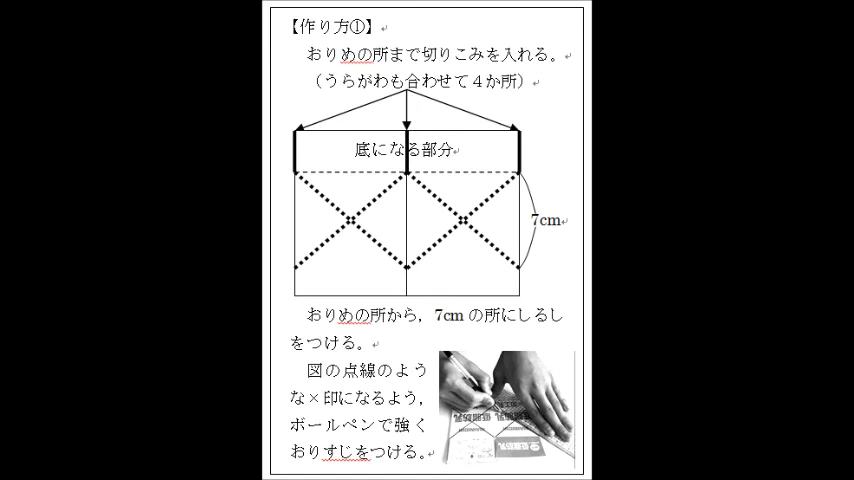 【作り方①】
おりめの所まで切りこみを入れる。
（うらがわも合わせて４か所）
底になる部分
7cm
おりめの所から，7cmの所にしるし
をつける。
図の点線のよう
な×印になるよう，
ボールペンで強く
おりすじをつける。